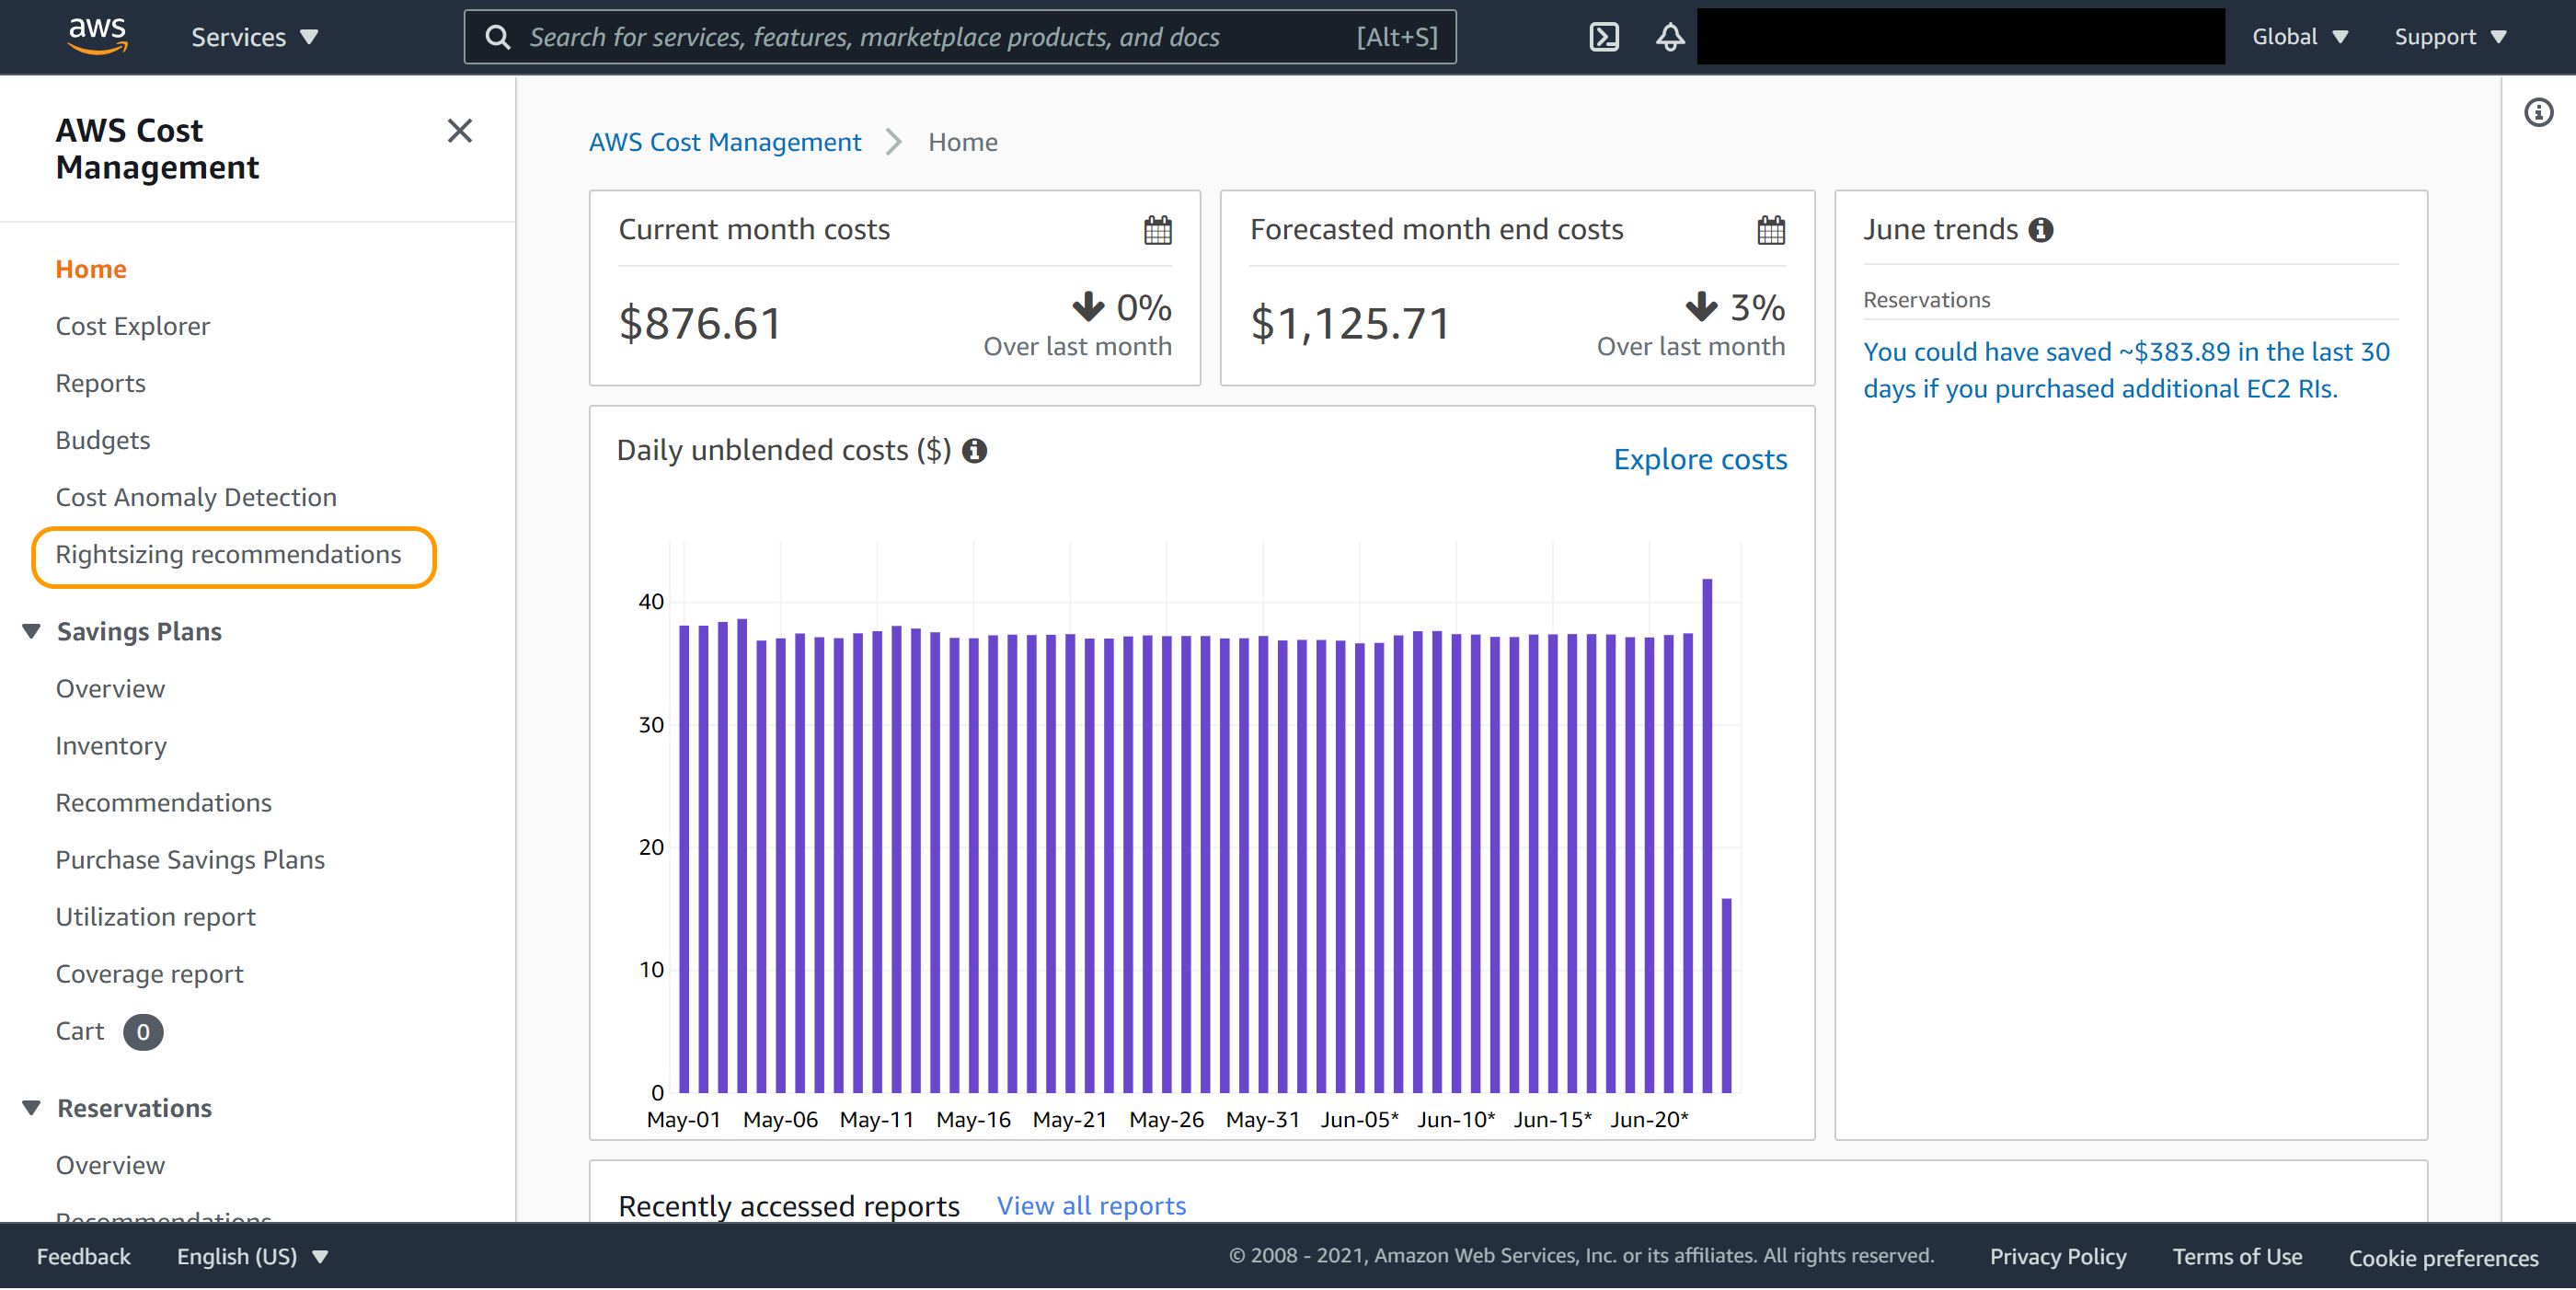 aws
Services
Search for services, features, marketplace products, and docs
[Alt+S]
Global
Support
AWS Cost
Management
Home
Cost Explorer
Reports
Budgets
Cost Anomaly Detection
Rightsizing recommendations
Savings Plans
Overview
Inventory
Recommendations
Purchase Savings Plans
Utilization report
Coverage report
Cart 0
Reservations
Overview
Recommendations
AWS Cost Management
Home
Current month costs
$876.61
0%
Over last month
Forecasted month end costs
$1,125.71
3%
Over last month
June trends
Reservations
You could have saved ~$383.89 in the last 30
days if you purchased additional EC2 RIs.
Daily unblended costs ($)
Explore costs
40
30
20
10
0
May-01 May-06 May-11 May-16 May-21 May-26 May-31 Jun-05* Jun-10* Jun-15* Jun-20*
Recently accessed reports View all reports
Feedback
English (US)
© 2008 - 2021, Amazon Web Services, Inc. or its affiliates. All rights reserved.
Privacy Policy
Terms of Use
Cookie preferences